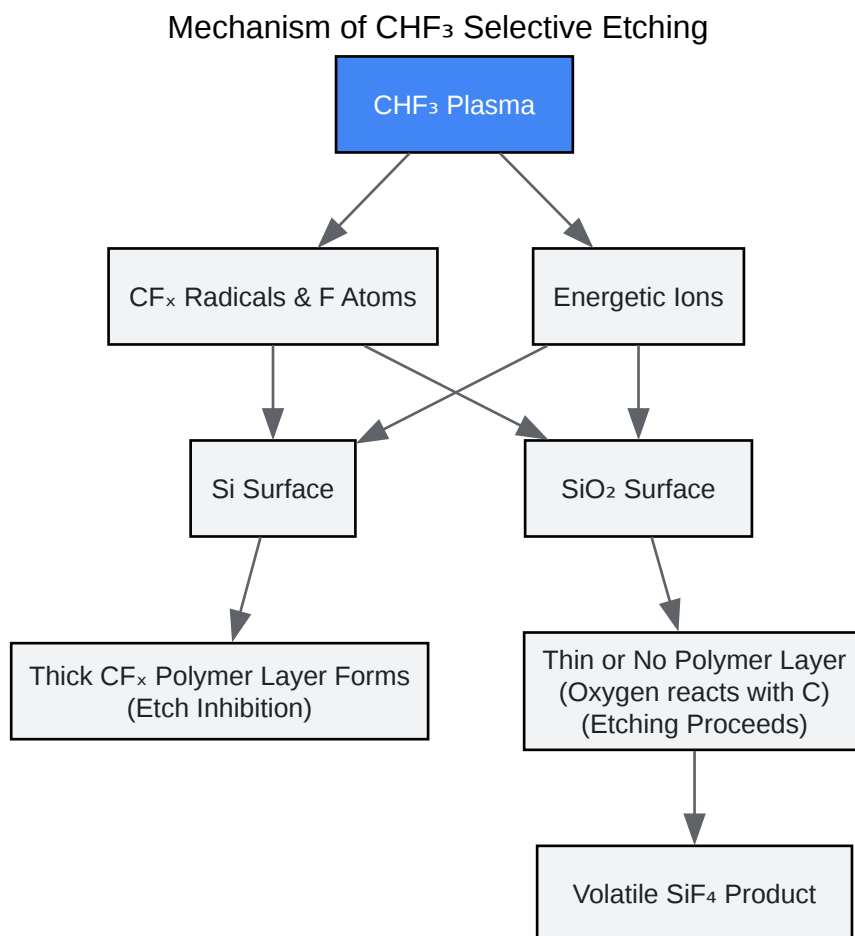 Mechanism of CHF₃ Selective Etching
CHF₃ Plasma
CFₓ Radicals & F Atoms
Energetic Ions
Si Surface
SiO₂ Surface
Thick CFₓ Polymer Layer Forms
(Etch Inhibition)
Thin or No Polymer Layer
(Oxygen reacts with C)
(Etching Proceeds)
Volatile SiF₄ Product